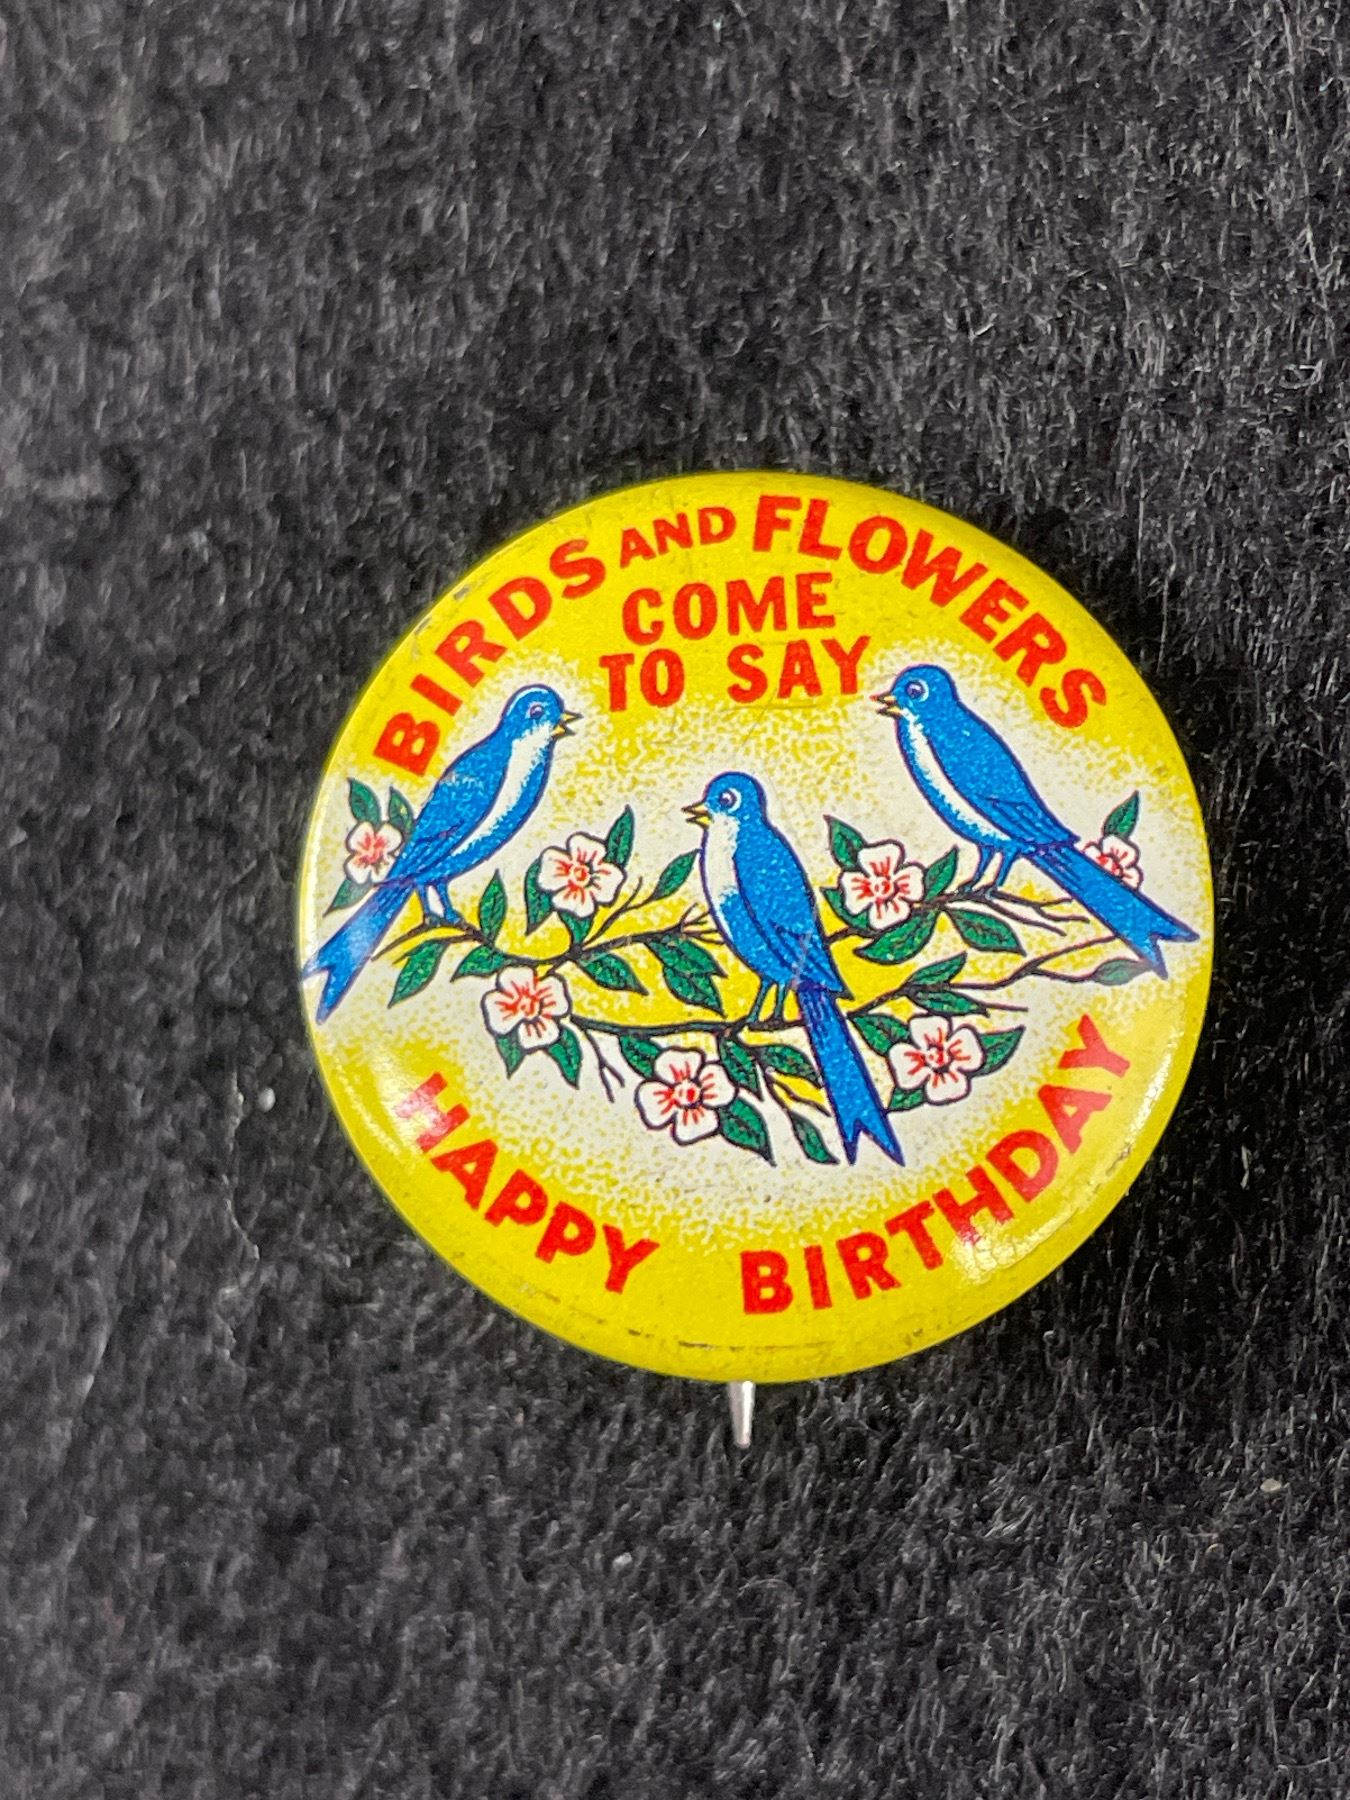 BIRDS AND FLOWERS
COME
TO SAY
HAPPY BIRTHDAY